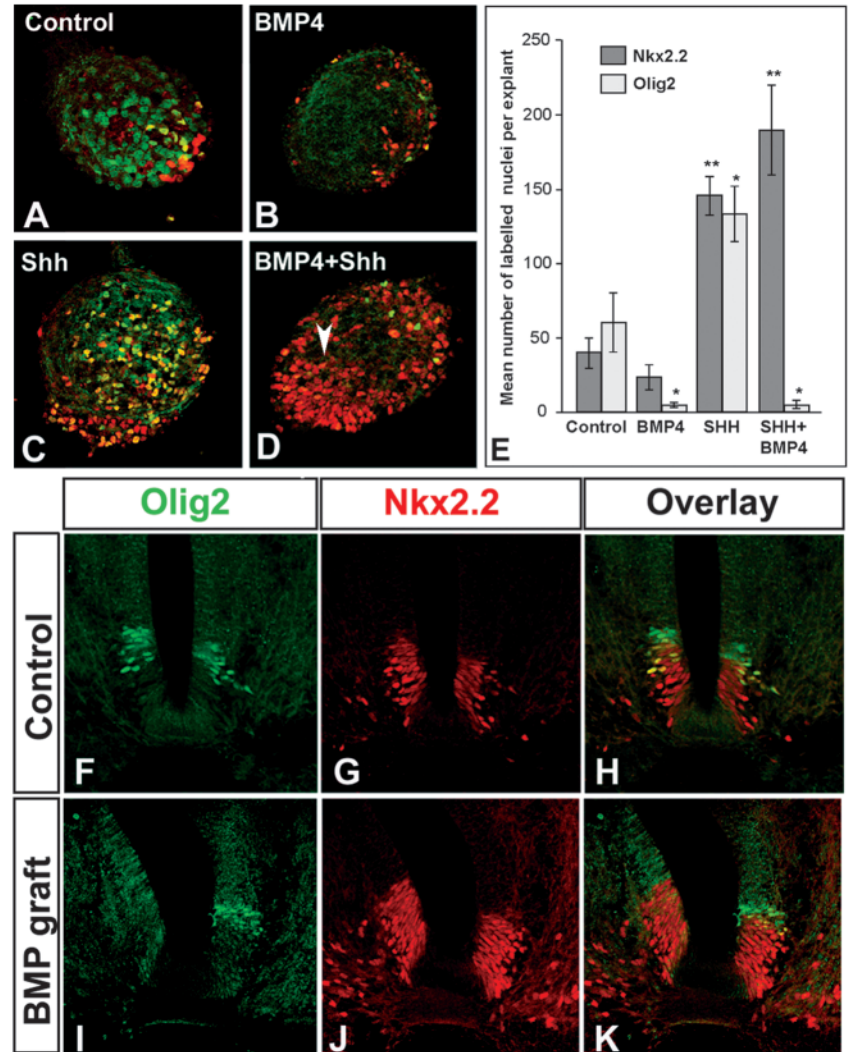 Control
A
BMP4
B
Shh
C
BMP4+Shh
D
Mean number of labelled nuclei per explant
250
200
150
100
50
0
Nkx2.2
Olig2
**
*
**
*
*
Control BMP4 SHH SHH+
BMP4
E
Olig2 Nkx2.2 Overlay
Control
F G H
BMP graft
I J K